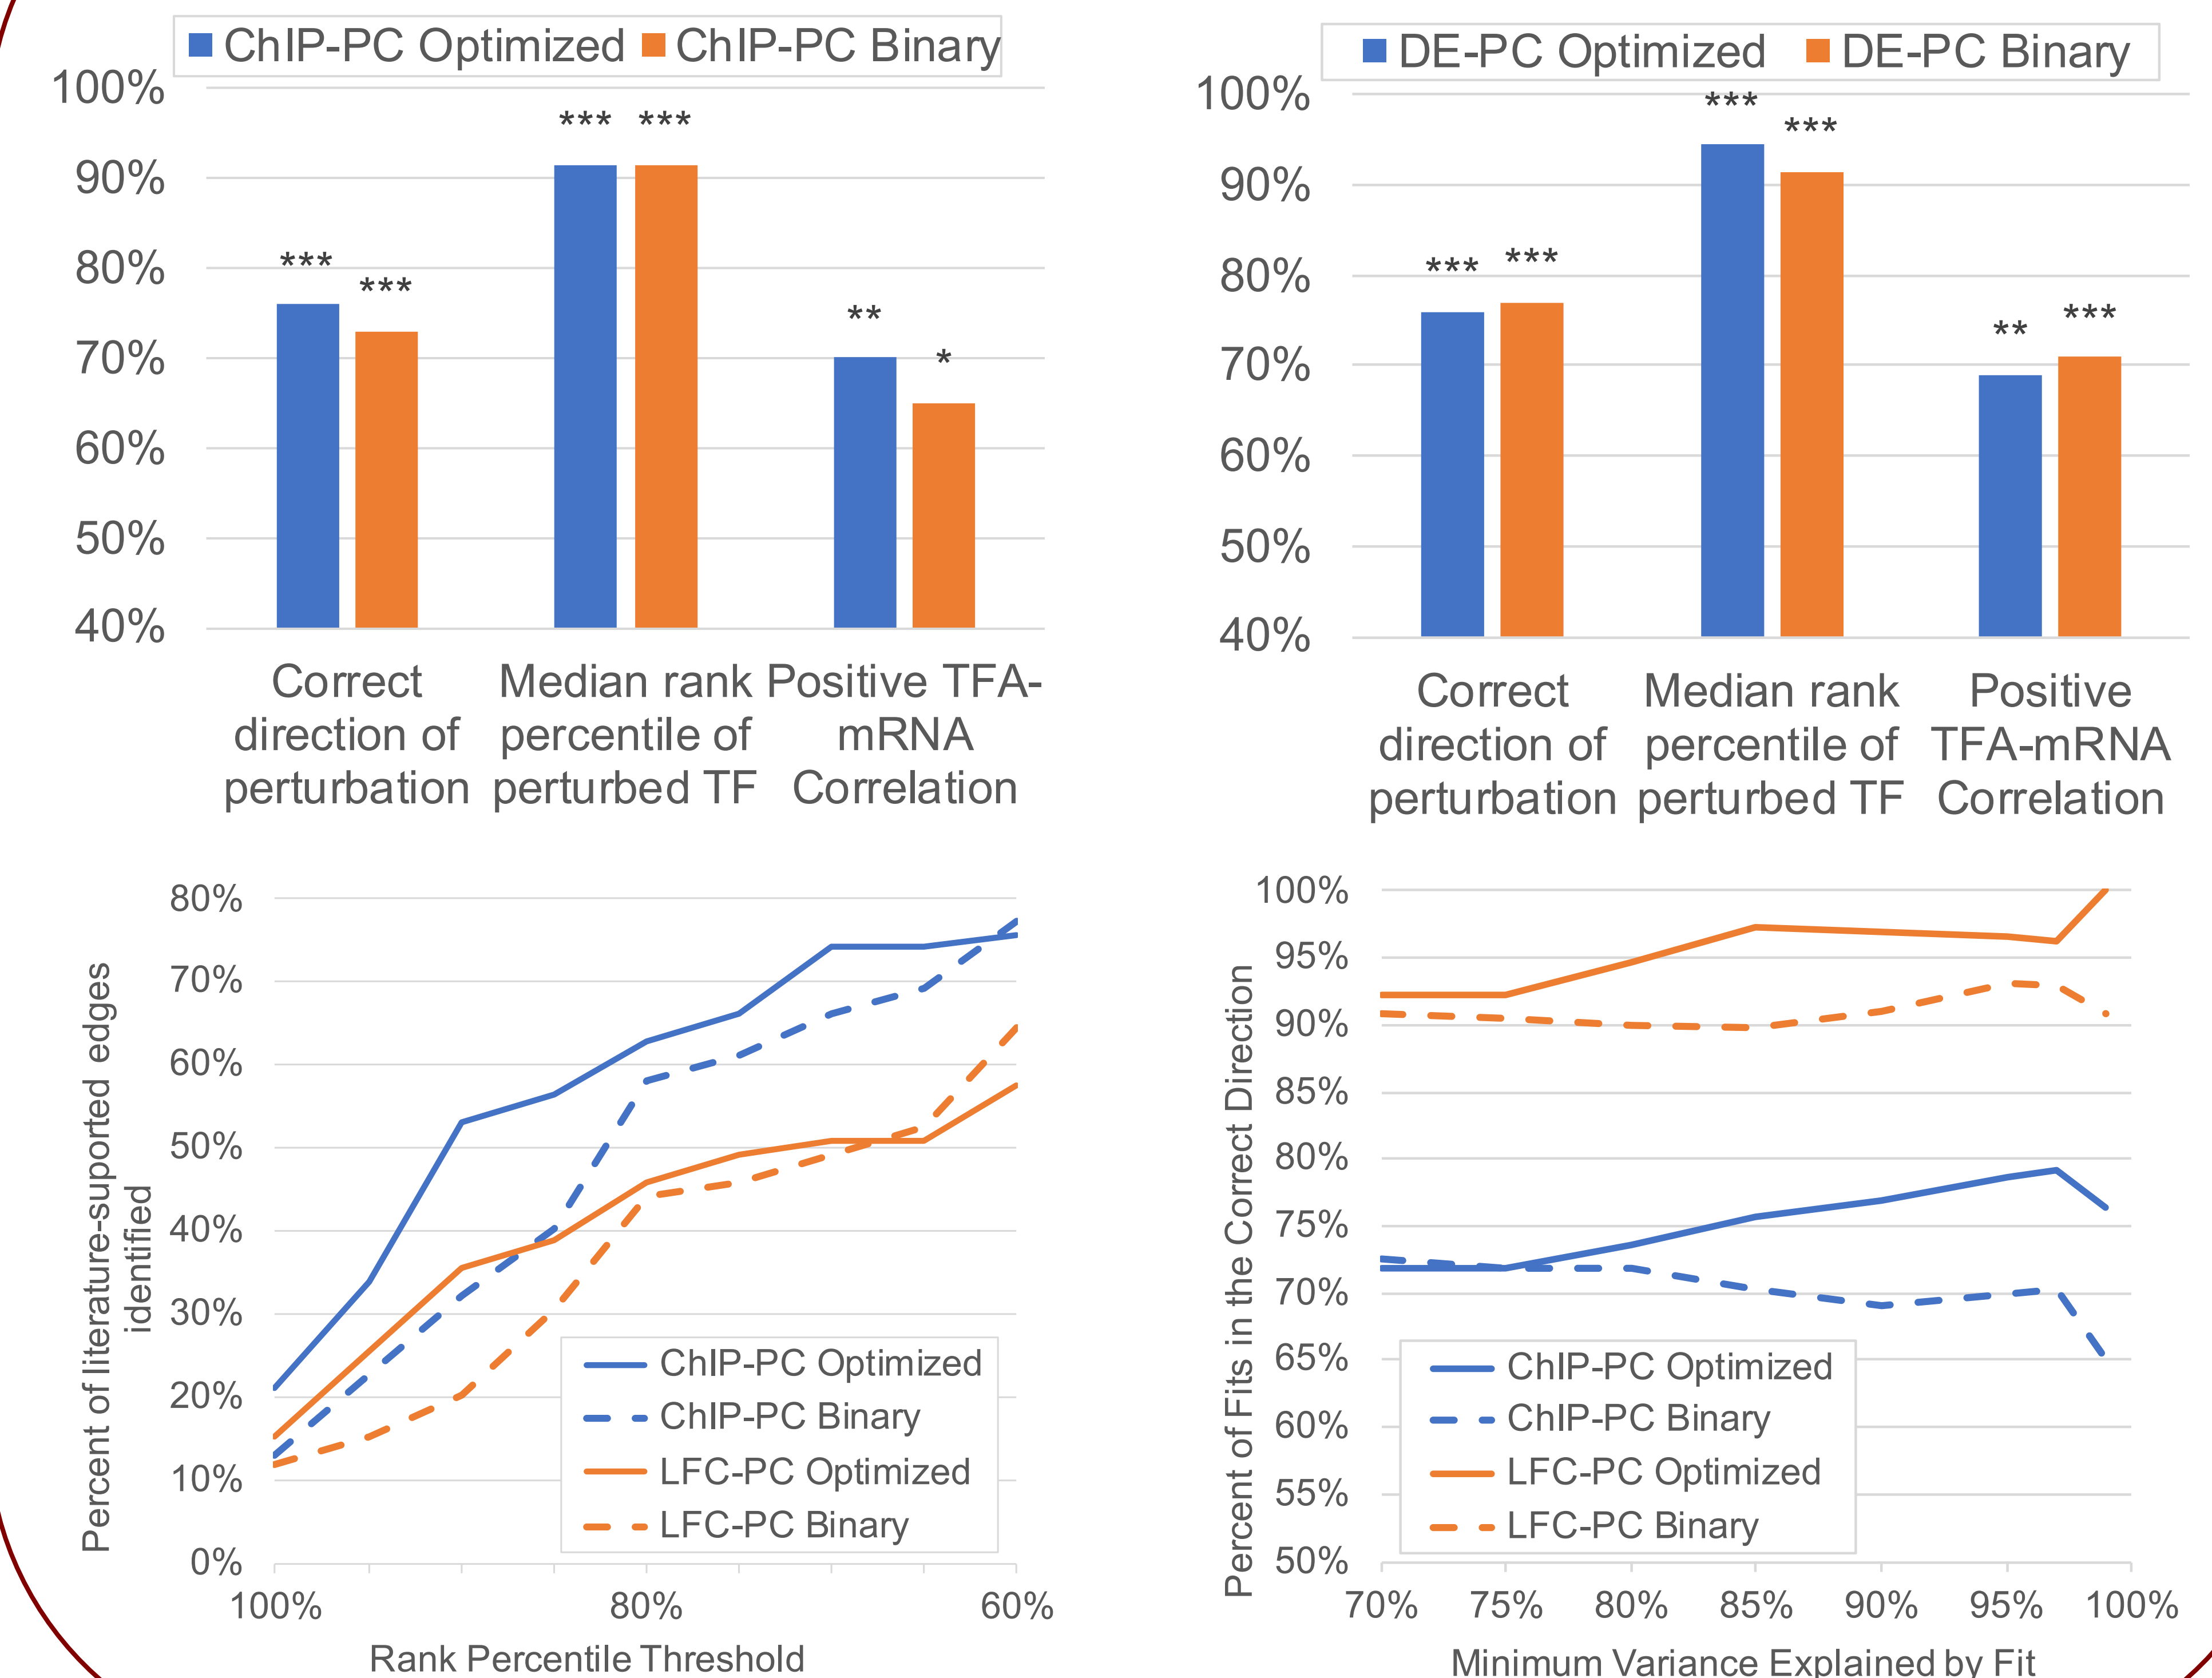 ChIP-PC Optimized ChIP-PC Binary
100%
90%
80%
70%
60%
50%
40%
***
***
***
***
**
*
Correct
direction of
perturbation
Median rank
percentile of
perturbed TF
Positive TFA-
mRNA
Correlation
DE-PC Optimized DE-PC Binary
100%
90%
80%
70%
60%
50%
40%
***
***
***
***
**
***
Correct
direction of
perturbation
Median rank
percentile of
perturbed TF
Positive
TFA-mRNA
Correlation
Percent of literature-suported edges
identified
80%
70%
60%
50%
40%
30%
20%
10%
0%
ChIP-PC Optimized
ChIP-PC Binary
LFC-PC Optimized
LFC-PC Binary
100% 80% 60%
Rank Percentile Threshold
Percent of Fits in the Correct Direction
100%
95%
90%
85%
80%
75%
70%
65%
60%
55%
50%
ChIP-PC Optimized
ChIP-PC Binary
LFC-PC Optimized
LFC-PC Binary
70% 75% 80% 85% 90% 95% 100%
Minimum Variance Explained by Fit